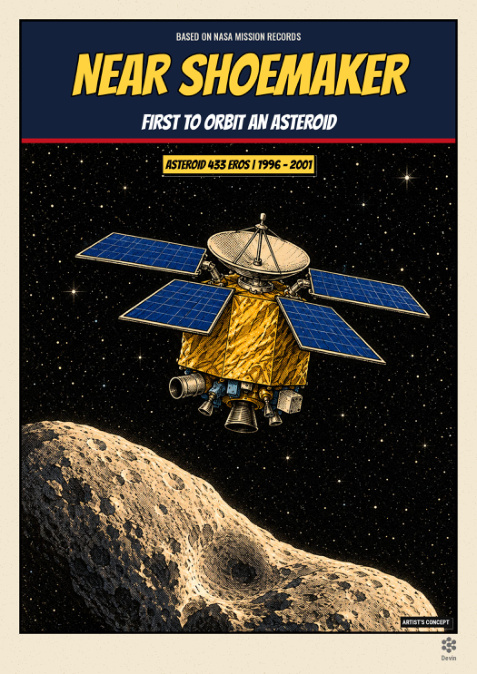 BASED ON NASA MISSION RECORDS
NEAR SHOEMAKER
FIRST TO ORBIT AN ASTEROID
ASTEROID 433 EROS | 1996 - 2001
ARTIST'S CONCEPT
Devin